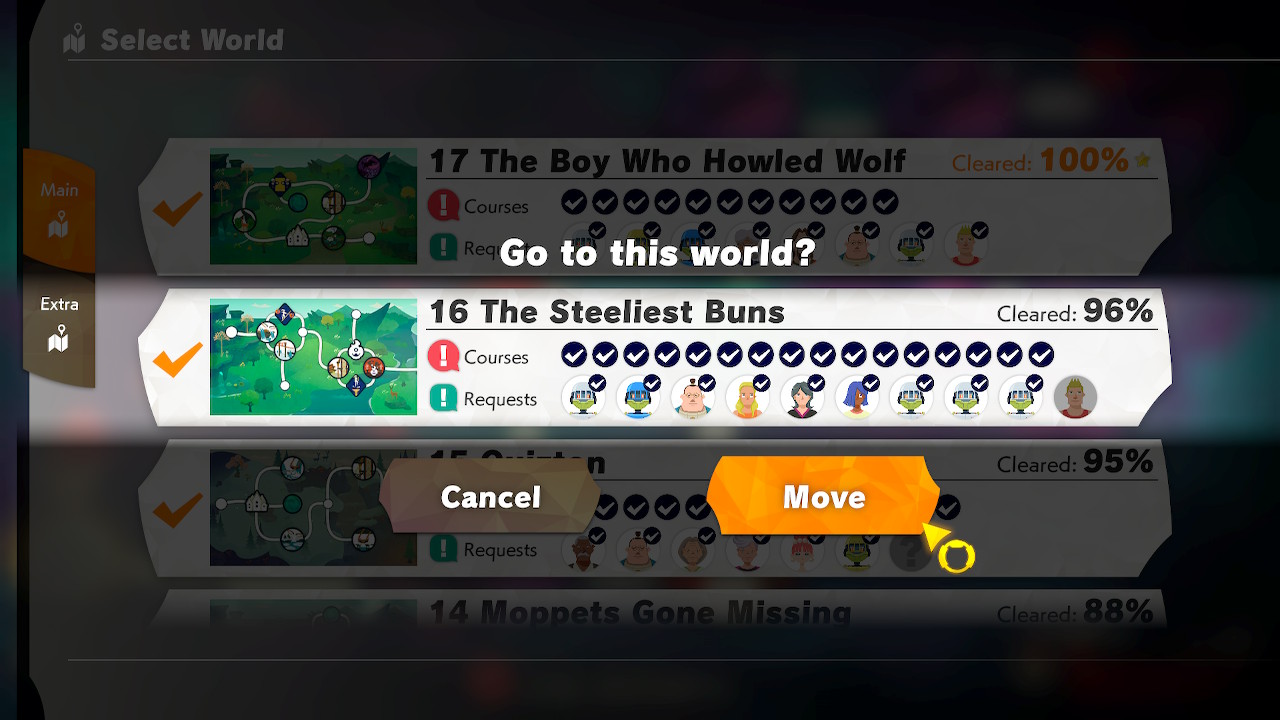 Select World
Main
17 The Boy Who Howled Wolf
Cleared: 100%
! Courses
! Requ
Go to this world?
Extra
16 The Steeliest Buns
Cleared: 96%
! Courses
! Requests
Cleared: 95%
Cancel
Move
! Requests
?
14 Moppets Gone Missing
Cleared: 88%